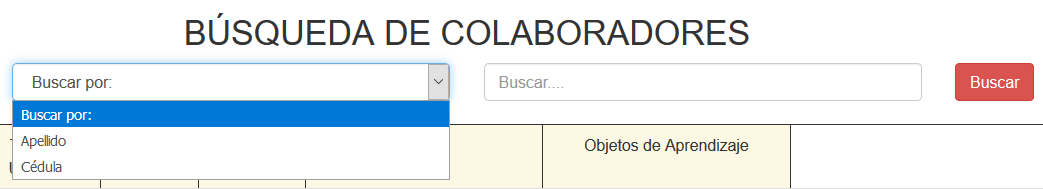 BÚSQUEDA DE COLABORADORES
Buscar por:
Buscar....
Buscar
Buscar por:
Apellido
Cédula
Objetos de Aprendizaje